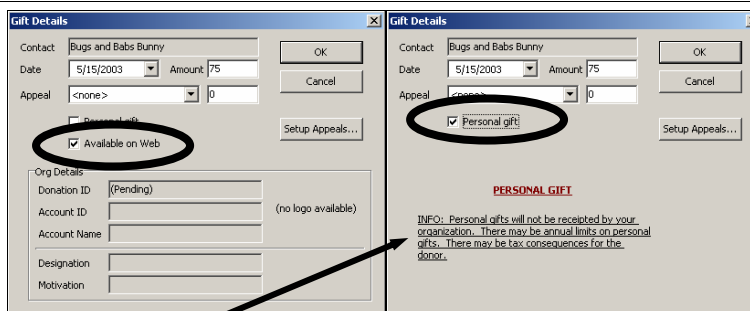 Gift Details
Contact Bugs and Babs Bunny
OK
Date 5/15/2003 Amount 75
Cancel
Appeal <none> 0
Personal gift
Setup Appeals...
Available on Web
Org Details
Donation ID (Pending)
Account ID
(no logo available)
Account Name
Designation
Motivation
Gift Details
Contact Bugs and Babs Bunny
OK
Date 5/15/2003 Amount 75
Cancel
Appeal <none> 0
Personal gift
Setup Appeals...
PERSONAL GIFT
INFO: Personal gifts will not be receipted by your
organization. There may be annual limits on personal
gifts. There may be tax consequences for the
donor.